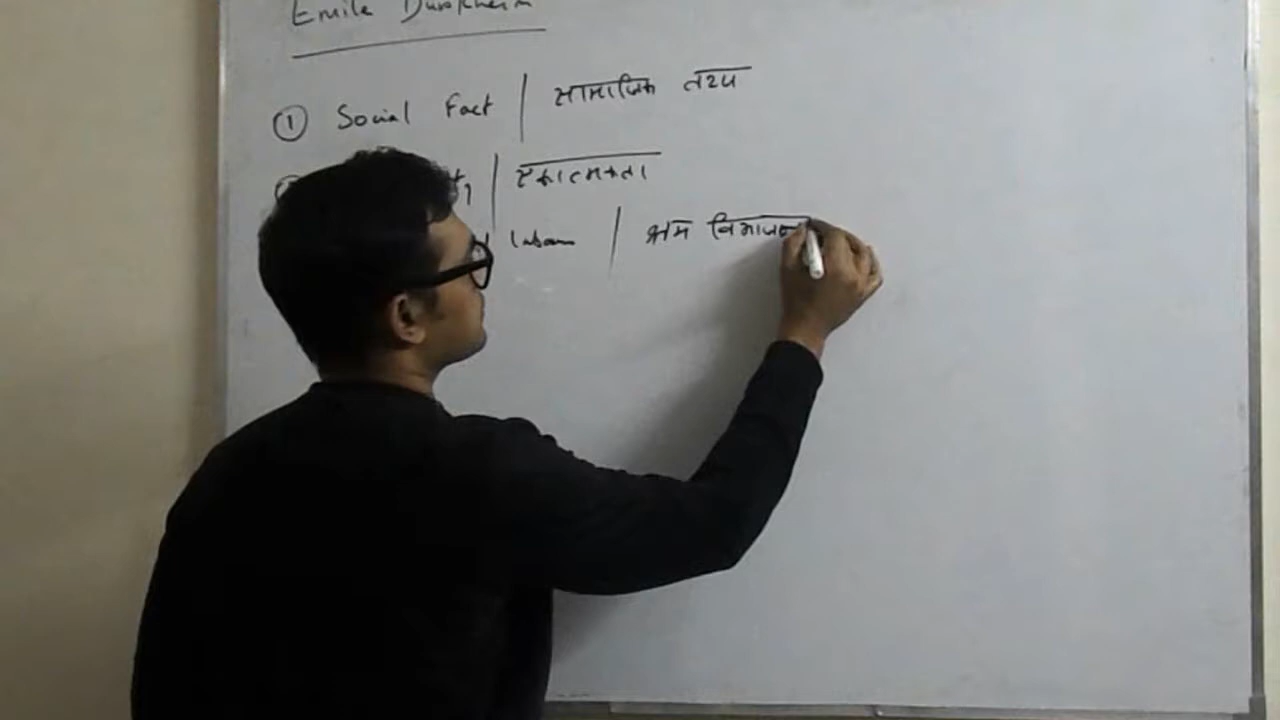 Emile Durkheim
① Social Fact | सामाजिक तथ्य
| एकात्मकता
labour | श्रम विभाजन